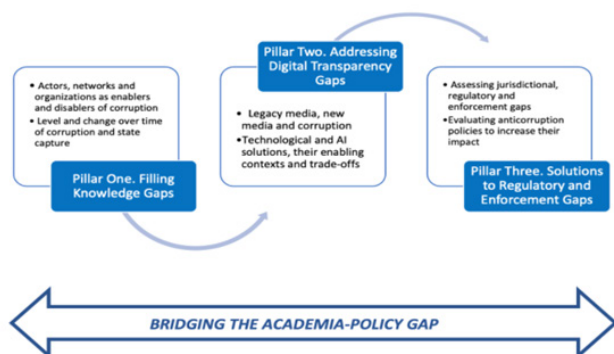 • Actors, networks and
organizations as enablers
and disablers of corruption
• Level and change over time
of corruption and state
capture
Pillar One. Filling
Knowledge Gaps
Pillar Two. Addressing
Digital Transparency
Gaps
• Legacy media, new
media and corruption
• Technological and AI
solutions, their enabling
contexts and trade-offs
• Assessing jurisdictional,
regulatory and
enforcement gaps
• Evaluating anticorruption
policies to increase their
impact
Pillar Three. Solutions
to Regulatory and
Enforcement Gaps
BRIDGING THE ACADEMIA-POLICY GAP